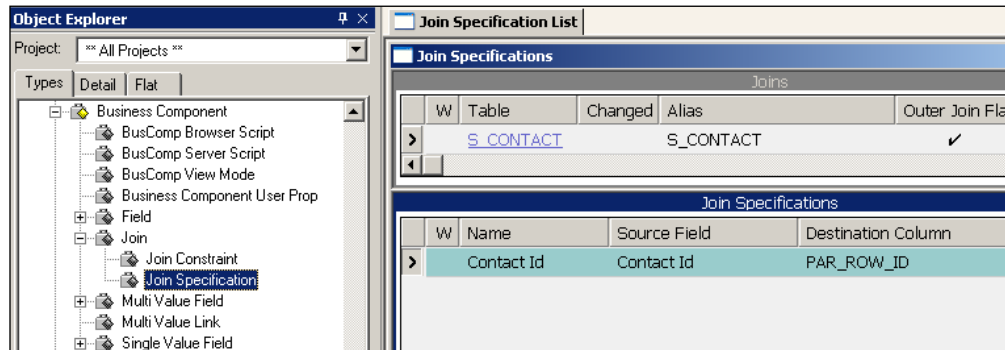 Object Explorer
Project: ** All Projects **
Types Detail Flat
Business Component
BusComp Browser Script
BusComp Server Script
BusComp View Mode
Business Component User Prop
Field
Join
Join Constraint
Join Specification
Multi Value Field
Multi Value Link
Single Value Field
Join Specification List
Join Specifications
Joins
W Table Changed Alias Outer Join Fla
S_CONTACT S_CONTACT
Join Specifications
W Name Source Field Destination Column
Contact Id Contact Id PAR_ROW_ID